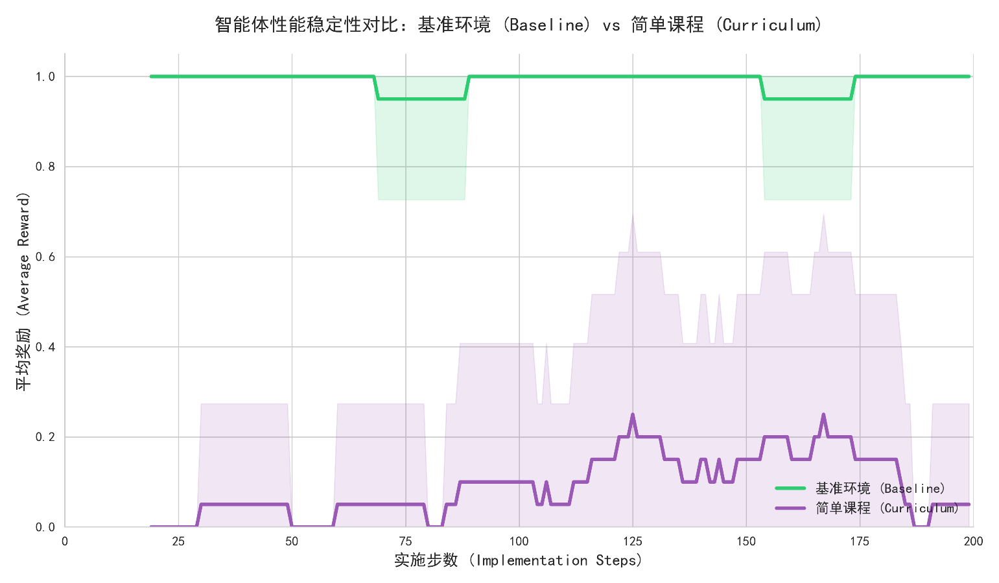 智能体性能稳定性对比：基准环境 (Baseline) vs 简单课程 (Curriculum)
平均奖励 (Average Reward)
1.0
0.8
0.6
0.4
0.2
0.0
0 25 50 75 100 125 150 175 200
实施步数 (Implementation Steps)
基准环境 (Baseline)
简单课程 (Curriculum)